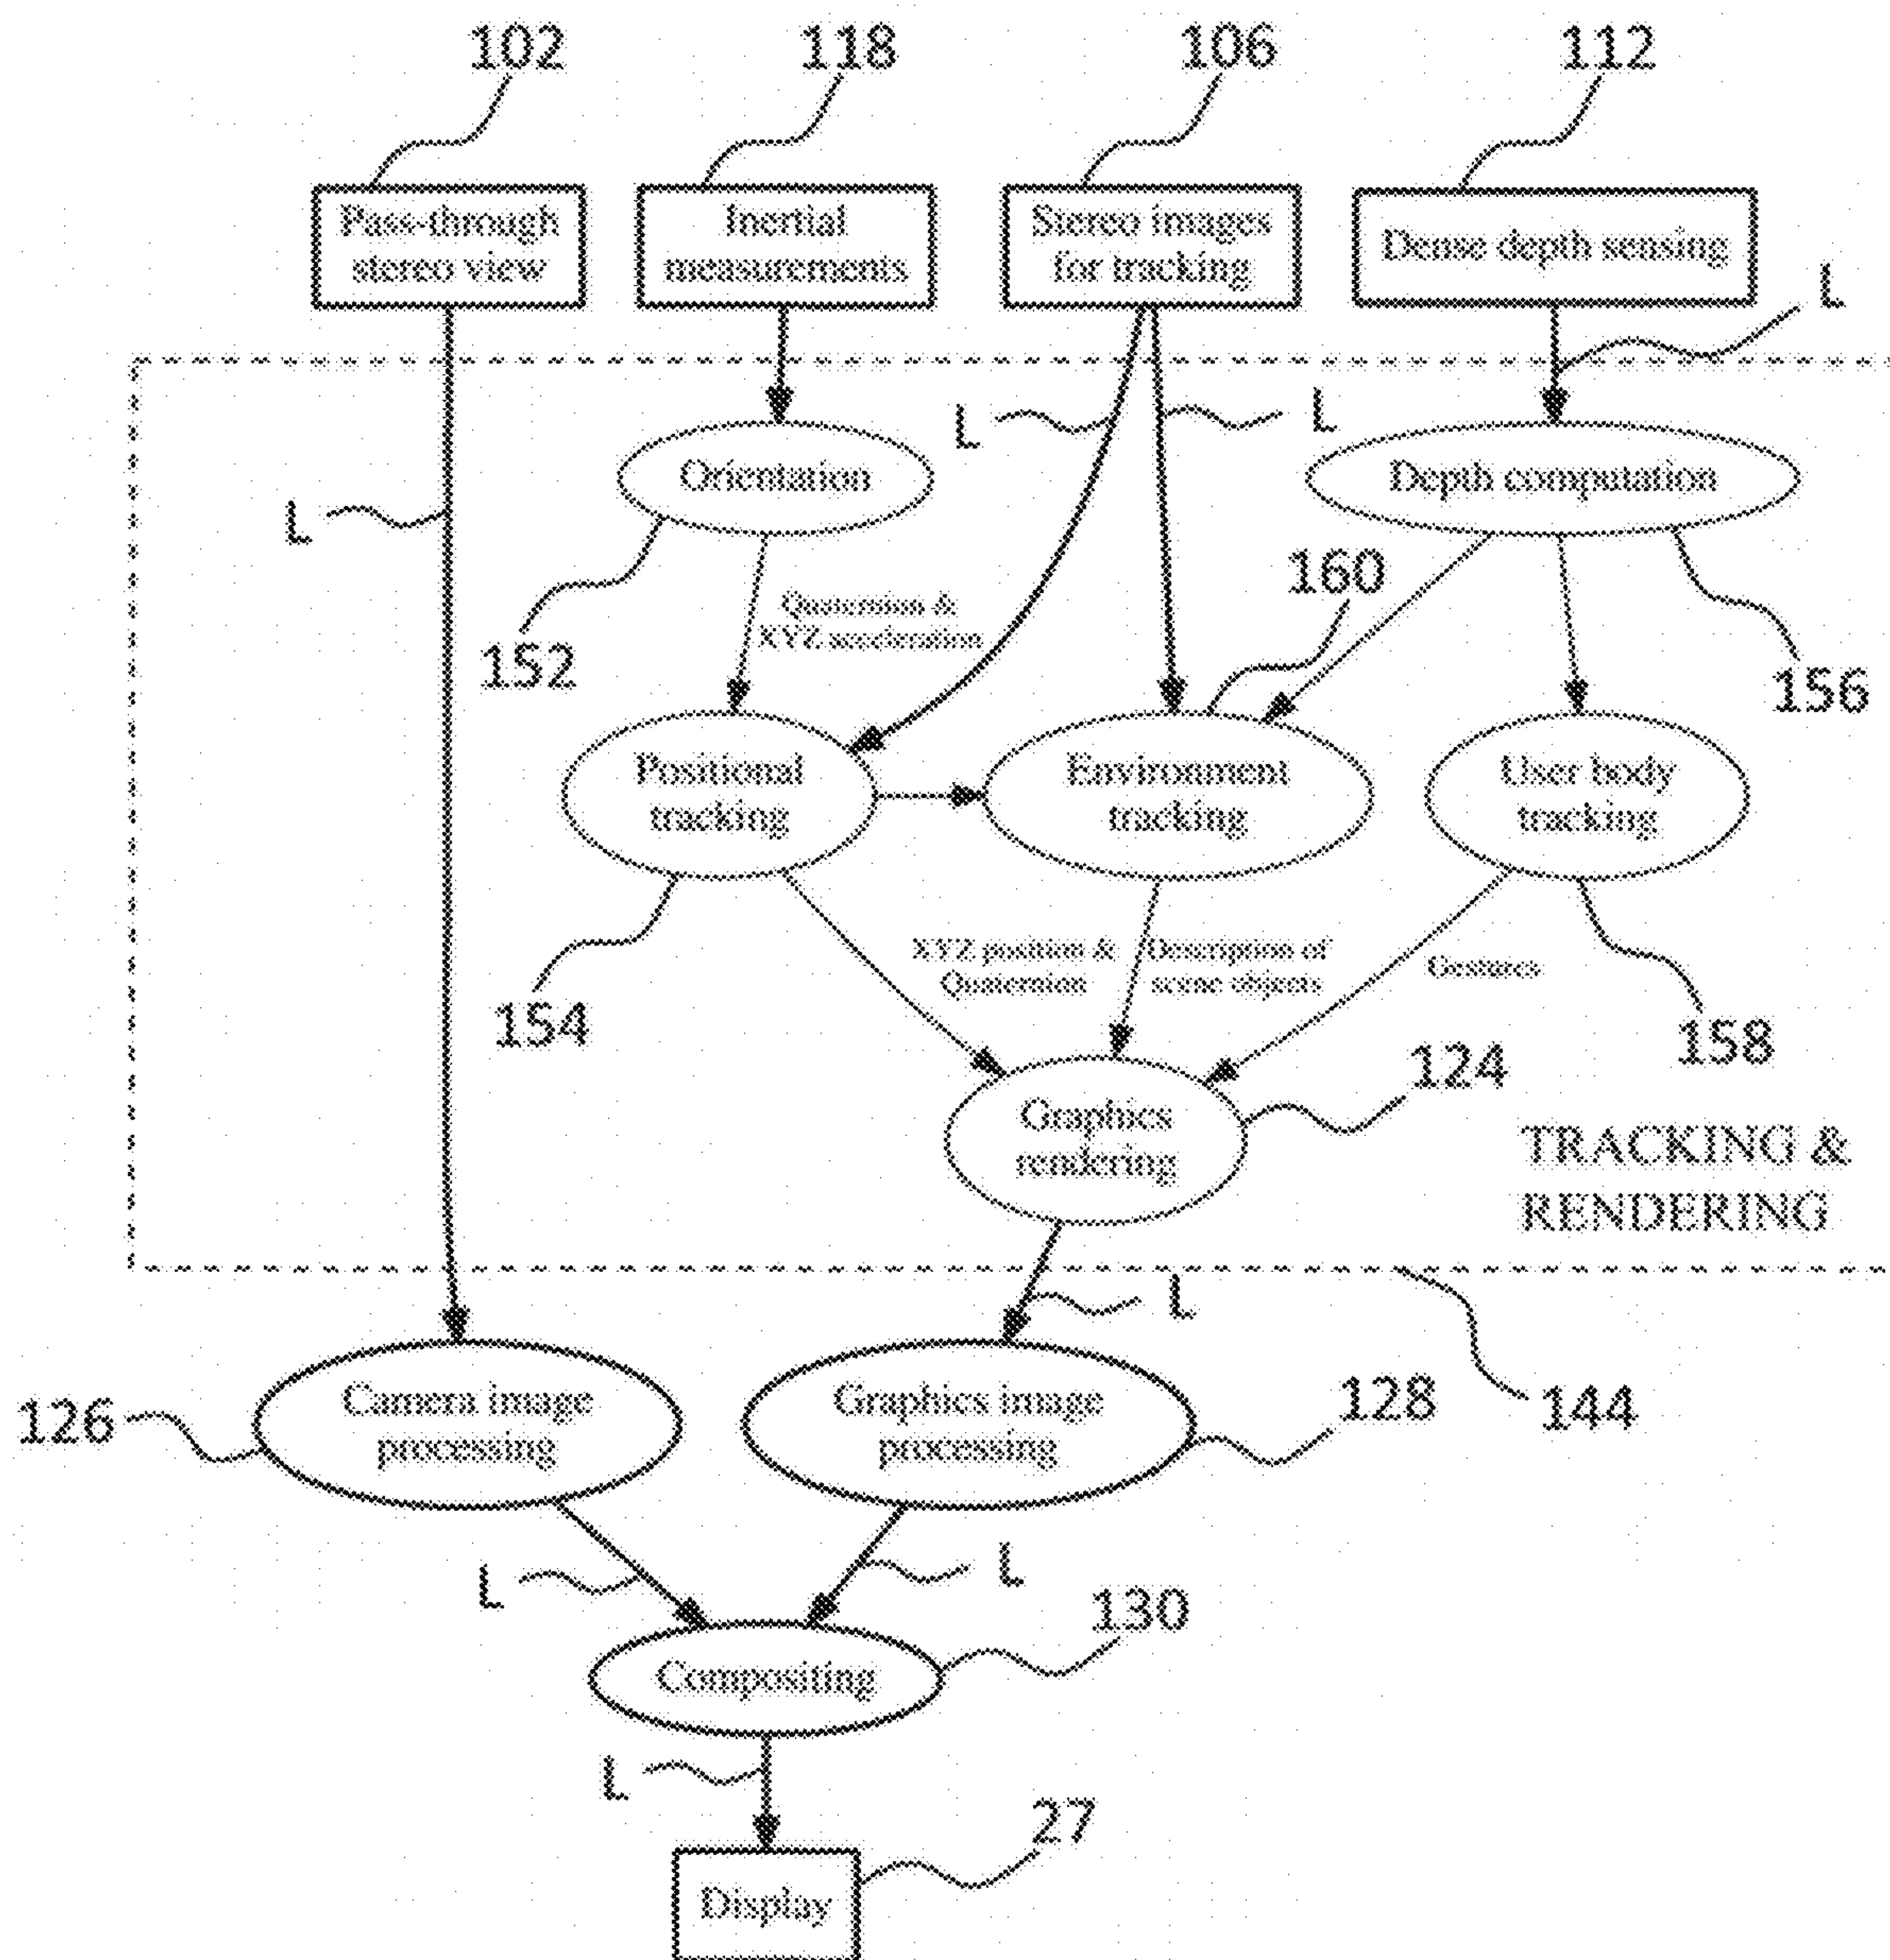 102
118
106
112
Pass-through
stereo view
Inertial
measurements
Stereo images
for tracking
Dense depth sensing
L
L
L
L
Orientation
Depth computation
160
Quaternion &
XYZ acceleration
152
156
Positional
tracking
Environment
tracking
User body
tracking
XYZ position &
Quaternion
Description of
scene objects
Gestures
154
158
124
Graphics
rendering
TRACKING &
RENDERING
L
126
Camera image
processing
Graphics image
processing
128
144
L
L
130
Compositing
L
27
Display